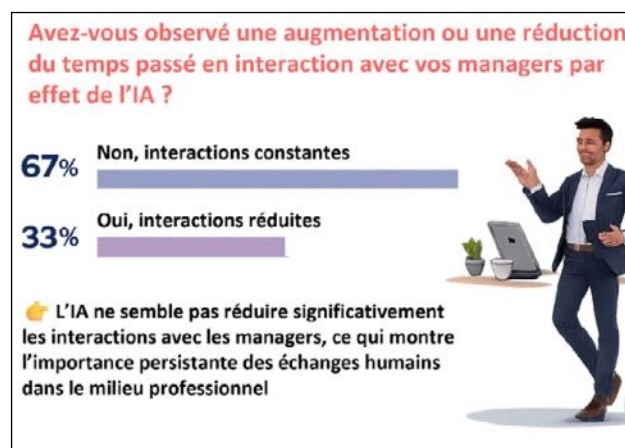 Avez-vous observé une augmentation ou une réduction
du temps passé en interaction avec vos managers par
effet de l'IA ?
67% Non, interactions constantes
33% Oui, interactions réduites
👉 L'IA ne semble pas réduire significativement
les interactions avec les managers, ce qui montre
l'importance persistante des échanges humains
dans le milieu professionnel